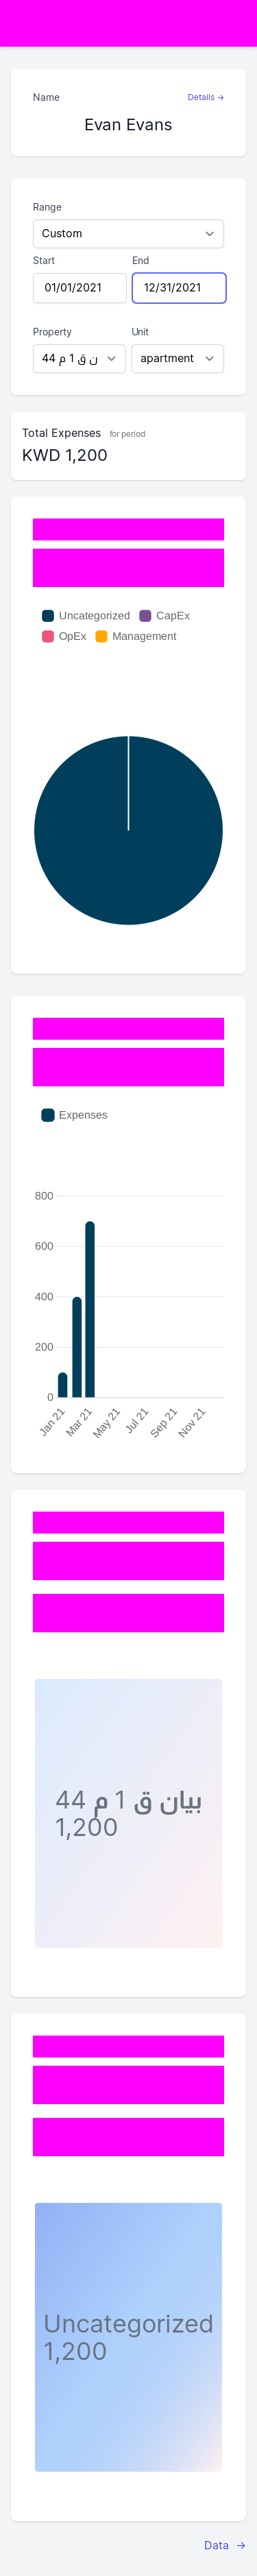 Name
Details →
Evan Evans
Range
Custom
Start
End
01/01/2021
12/31/2021
Property
Unit
ن ق 1 م 44
apartment
Total Expenses for period
KWD 1,200
Uncategorized
CapEx
OpEx
Management
Expenses
800
600
400
200
0
Jan 21
Mar 21
May 21
Jul 21
Sep 21
Nov 21
بيان ق 1 م 44
1,200
Uncategorized
1,200
Data →